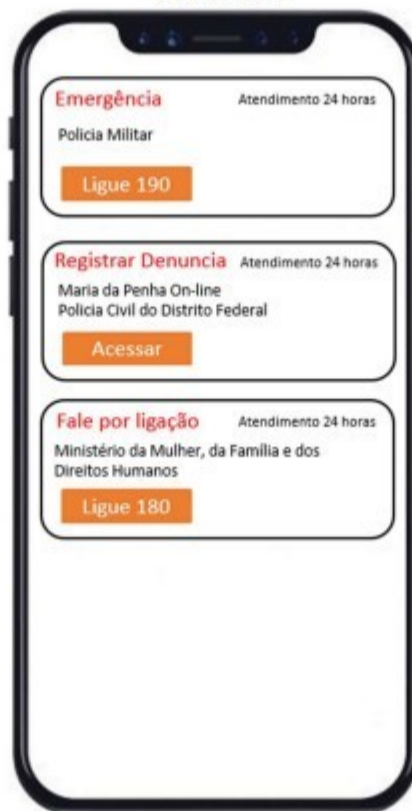 Emergência
Atendimento 24 horas
Policia Militar
Ligue 190
Registrar Denuncia
Atendimento 24 horas
Maria da Penha On-line
Policia Civil do Distrito Federal
Acessar
Fale por ligação
Atendimento 24 horas
Ministério da Mulher, da Família e dos
Direitos Humanos
Ligue 180